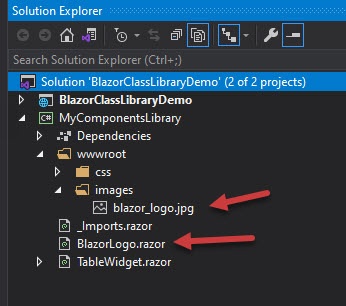 Solution Explorer
Search Solution Explorer (Ctrl+;)
Solution 'BlazorClassLibraryDemo' (2 of 2 projects)
BlazorClassLibraryDemo
C# MyComponentsLibrary
Dependencies
wwwroot
css
images
blazor_logo.jpg
_Imports.razor
BlazorLogo.razor
TableWidget.razor